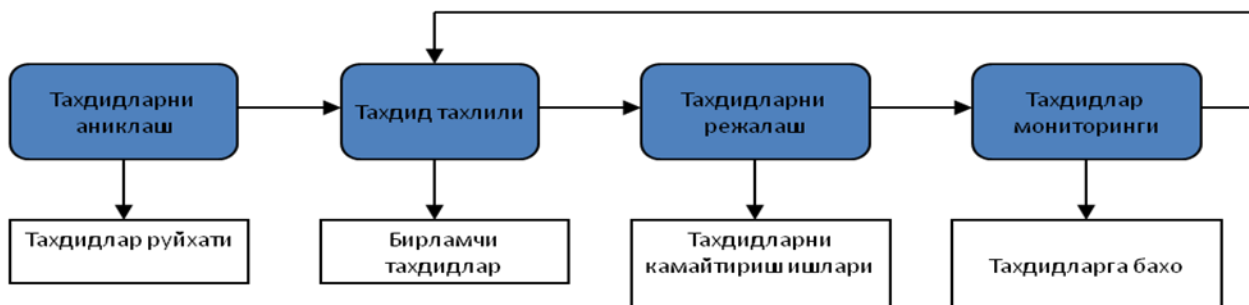 Тахдидларни
аниклаш
Тахдид тахлили
Тахдидларни
режалаш
Тахдидлар
мониторинги
Тахдидлар руйхати
Бирламчи
тахдидлар
Тахдидларни
камайтириш ишлари
Тахдидларга бахо